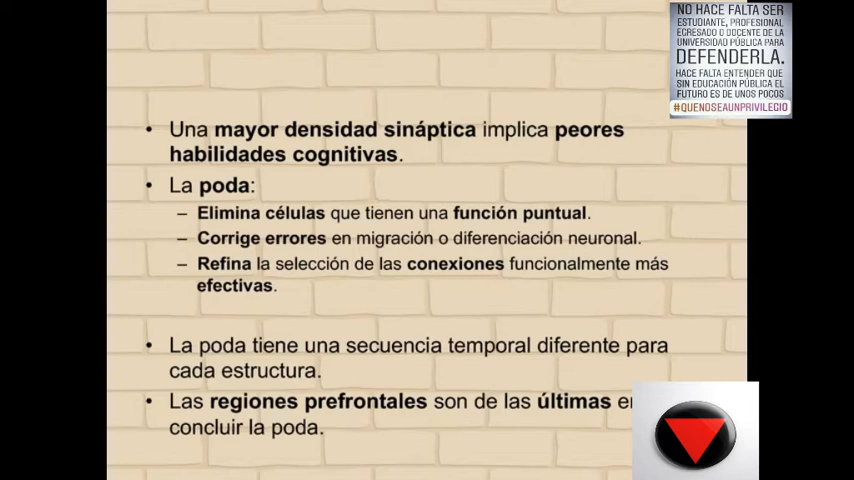 NO HACE FALTA SER
ESTUDIANTE, PROFESIONAL
EGRESADO O DOCENTE DE LA
UNIVERSIDAD PÚBLICA PARA
DEFENDERLA.
HACE FALTA ENTENDER QUE
SIN EDUCACIÓN PÚBLICA EL
FUTURO ES DE UNOS POCOS
#QUENOSEAUNPRIVILEGIO
• Una mayor densidad sináptica implica peores
habilidades cognitivas.
• La poda:
– Elimina células que tienen una función puntual.
– Corrige errores en migración o diferenciación neuronal.
– Refina la selección de las conexiones funcionalmente más
efectivas.
• La poda tiene una secuencia temporal diferente para
cada estructura.
• Las regiones prefrontales son de las últimas en
concluir la poda.